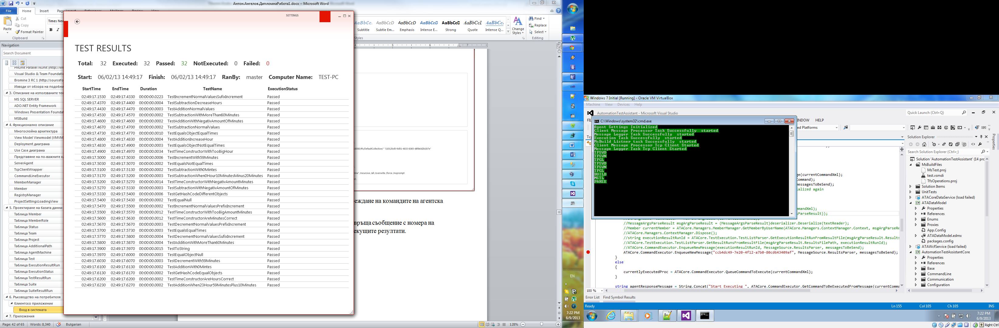 Антон.Ангелов.ДипломнаРабота1.docx - Microsoft Word
File Home Insert
Cut
Copy
Format Painter
Paste
Clipboard
Times New
B I
Subtitle Subtle Em... Emphasis Intense E... Strong Quote Intense Q...
Change Styles
Styles
Find
Replace
Select
Editing
Navigation
Search Document
PNUnit Parallel NUnit (http://ww
Visual Studio & Team Foundatio
Bromine 3 RC 1 (http://sourcefo
Изводи от обзора на подобни
3. Описание на използваните тех
MS SQL SERVER
ADO.NET Entity Framework
Windows Presentation Foundat
MSBuild
4. Функционално описание
Многослойна архитектура
View Model Viewmodel (VMVM
Deployment диаграма
Use Case диаграма
Представяне на по-важните кл
ServerAgent
TcpClientWrapper
CommandLineExecutor
MemberManager
Member
RegistryManager
ProjectSettingsLoadingView
5. Проектиране на базата данни
Таблица Member
Таблица MemberRole
Таблица Status
Таблица Team
Таблица Project
Таблица AdditionalPath
Таблица AgentMachine
Таблица Test
Таблица ExecutionResultRun
Таблица ExecutionStatus
Таблица TestResultRun
Таблица Suite
Таблица SuiteResultRun
6. Ръководство на потребителя
Клиентско приложение
Вход в системата
7. Приложения
Page: 42 of 65 Words: 8,340 Bulgarian
128%
SETTINGS
TEST RESULTS
Total: 32 Executed: 32 Passed: 32 NotExecuted: 0 Failed: 0
Start: 06/02/13 14:49:17 Finish: 06/02/13 14:49:17 RanBy: master Computer Name: TEST-PC
StartTime EndTime Duration TestName ExecutionStatus
02:49:17.1530 02:49:17.4330 00:00:00.0223 TestIncrementNormalValuesSufixIncrement Passed
02:49:17.4370 02:49:17.4400 00:00:00.0004 TestSubtractionDecreaseHours Passed
02:49:17.4430 02:49:17.4470 00:00:00.0003 TestAdditionNormalValues Passed
02:49:17.4530 02:49:17.4570 00:00:00.0002 TestSubtractionWithMoreThan60Minutes Passed
02:49:17.4600 02:49:17.4600 00:00:00.0002 TestAdditionWithNegativAmountOfMinutes Passed
02:49:17.4670 02:49:17.4700 00:00:00.0002 TestSubtractionNormalValues Passed
02:49:17.4730 02:49:17.4770 00:00:00.0010 TestEqualsObjectEqualTimes Passed
02:49:17.4800 02:49:17.4830 00:00:00.0004 TestAdditionIncreaseHour Passed
02:49:17.4830 02:49:17.4900 00:00:00.0003 TestEqualsObjectNotEqualTimes Passed
02:49:17.4900 02:49:17.4970 00:00:00.0034 TestTimeConstructorWithTooBigHour Passed
02:49:17.5000 02:49:17.5030 00:00:00.0006 TestIncrementWith59Minutes Passed
02:49:17.5030 02:49:17.5070 00:00:00.0002 TestEqualsNotEqualTimes Passed
02:49:17.5100 02:49:17.5130 00:00:00.0002 TestSubtractionWith0Mintes Passed
02:49:17.5170 02:49:17.5200 00:00:00.0003 TestSubtractionWhen0Hour10MinutesMinus20Minutes Passed
02:49:17.5200 02:49:17.5270 00:00:00.0014 TestTimeConstructorWithNegativAmountMinutes Passed
02:49:17.5270 02:49:17.5330 00:00:00.0003 TestSubtractionWithNegativAmountOfMinutes Passed
02:49:17.5330 02:49:17.5400 00:00:00.0006 TestGetHashCodeDifferentObjects Passed
02:49:17.5400 02:49:17.5430 00:00:00.0002 TestEqualNull Passed
02:49:17.5470 02:49:17.5500 00:00:00.0002 TestIncrementNormalValuesPrefixIncrement Passed
02:49:17.5500 02:49:17.5570 00:00:00.0012 TestTimeConstructorWithTooBigAmountMinutes Passed
02:49:17.5600 02:49:17.5630 00:00:00.0012 TestTimeConstructorAreMinutesCorrect Passed
02:49:17.5670 02:49:17.5670 00:00:00.0003 TestDecrementNormalValuesPrefixIncrement Passed
02:49:17.5700 02:49:17.5730 00:00:00.0003 TestEqualsEqualTimes Passed
02:49:17.5770 02:49:17.5800 00:00:00.0004 TestDecrementNormalValuesSufixIncrement Passed
02:49:17.5800 02:49:17.5870 00:00:00.0004 TestAdditionWithMoreThan60Minutes Passed
02:49:17.5900 02:49:17.5970 00:00:00.0015 TestToString Passed
02:49:17.5970 02:49:17.6000 00:00:00.0003 TestEqualObjectNull Passed
02:49:17.6030 02:49:17.6070 00:00:00.0003 TestDecrementWith59Minutes Passed
02:49:17.6100 02:49:17.6130 00:00:00.0002 TestAdditionWith0Mintes Passed
02:49:17.6130 02:49:17.6170 00:00:00.0002 TestGetHashCodeEqualObjects Passed
02:49:17.6200 02:49:17.6200 00:00:00.0002 TestTimeConstructorAreHoursCorrect Passed
02:49:17.6230 02:49:17.6270 00:00:00.0002 TestAdditionWhen23Hour59MinutesPlus10Minutes Passed
/recursive /all /overwrite /force /noprompt
еждане на командите на агентска
връща съобщение с номера на
екущите резултати.
EN
7:22 PM
6/9/2013
Windows 7 Initial [Running] - Oracle VM VirtualBox
Machine View Devices Help
AutomationTestAssistant - Microsoft Visual Studio
Quick Launch (Ctrl+Q)
INDOW HELP
ed Platforms
C:\Windows\system32\cmd.exe
Agent Settings Initialized
Client Message Processor Task Successfully started
Message Logger Task Successfully started
Execution Task Successfully started
MsBuild Listner task Successfully started
Client Message Processor Tcp Client Started
Message Logger Task Tcp Client Started
TFSWD
TFSWN
TFGL
TFSWD
TFSWN
TFGL
BUILD
MSTL
PARSE
ge(currentCommandXml);
Command);
messagesToBeSend);
ialized again
mmandXml);
sParseResult));
//MessageArgsParseResult msgArgParseResult = (MessageArgsParseResult)deserializer.Deserialize(textReader);
//Member currentMember = ATACore.Managers.MemberManager.GetMemberByUserName(ATACore.Managers.ContextManager.Context, msgArgParseRe
//ATACore.Managers.ContextManager.Dispose();
//string executionResultRunId = ATACore.TestExecution.TestListParser.GetExecutionResultRunFromResultFile(msgArgParseResult.Results
//ATACore.TestExecution.TestListParser.GetResultRunsFromResultFile(msgArgParseResult.ResultsFilePath, executionResultRunId);
//ATACore.CommandExecutor.EnqueueNewMessage(executionResultRunId, MessageSource.ResultsParser, messagesToBeSend);
ATACore.CommandExecutor.EnqueueNewMessage("ccb4dc49-7e20-4f12-a7b0-80cd643409af", MessageSource.ResultsParser, messagesToBeSend);
}
else
{
currentlyExecutedProc = ATACore.CommandExecutor.QueueCommandToExecute(currentCommandXml);
}
string agentResponseMessage = String.Concat("Start Executing ", ATACore.CommandExecutor.GetCommandToBeExecutedFromMessage(currentComma
100 %
Error List Find Symbol Results
Ready Ln 155 Col 105 Ch 105 INS
Solution Explorer
Search Solution Explorer (Ctrl+;)
Solution 'AutomationTestAssistant' (14 prc
MsBuildFiles
MsTest.proj
test.vsmdi
TfsOperations.proj
Solution Items
UnitTests
ATACoreDataService (load failed)
ATADataModel
Properties
References
Enums
Proxies
App.Config
ATADataModel.edmx
packages.config
ATAWcfService (load failed)
AutomationTestAssistantCore
Properties
References
Base
CommandLine
Communication
Configuration
Properties
7:22 PM
6/9/2013
Right Ctrl